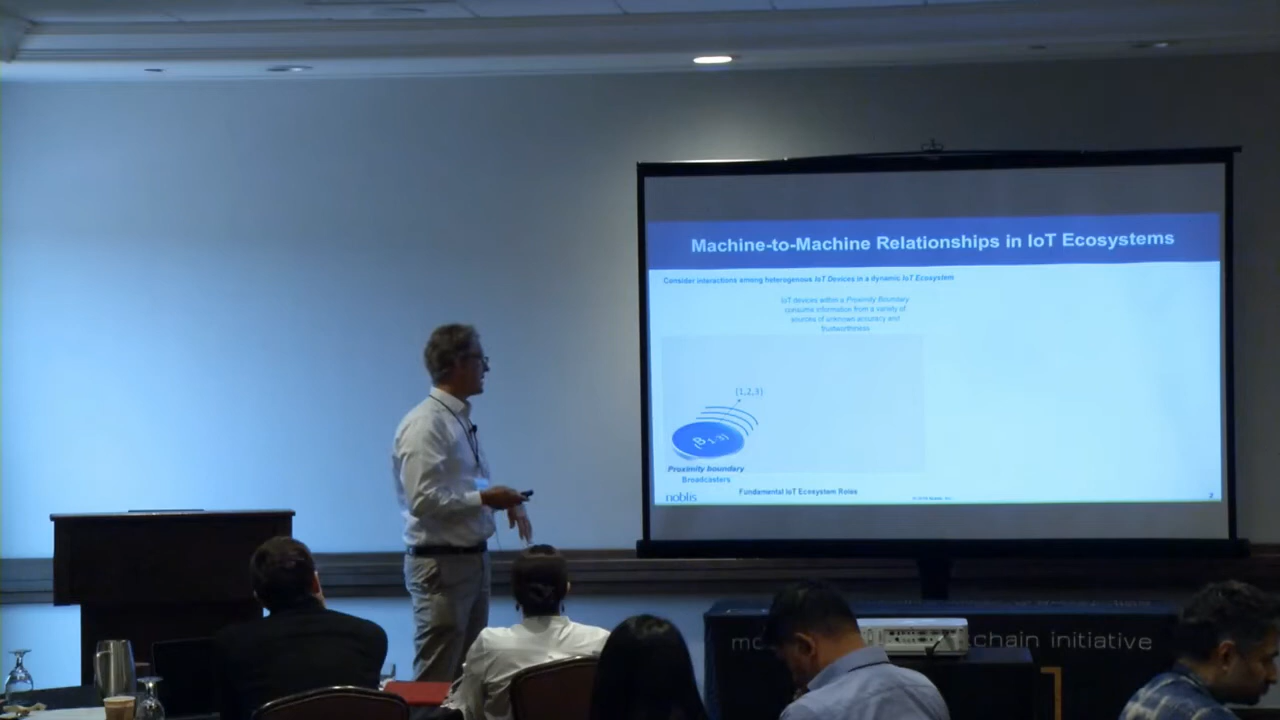 Machine-to-Machine Relationships in IoT Ecosystems
Consider interactions among heterogenous IoT Devices in a dynamic IoT Ecosystem
IoT devices within a Proximity Boundary
consume information from a variety of
sources of unknown accuracy and
trustworthiness
{1,2,3}
Proximity boundary
Broadcasters
noblis
Fundamental IoT Ecosystem Roles
2
chain initiative